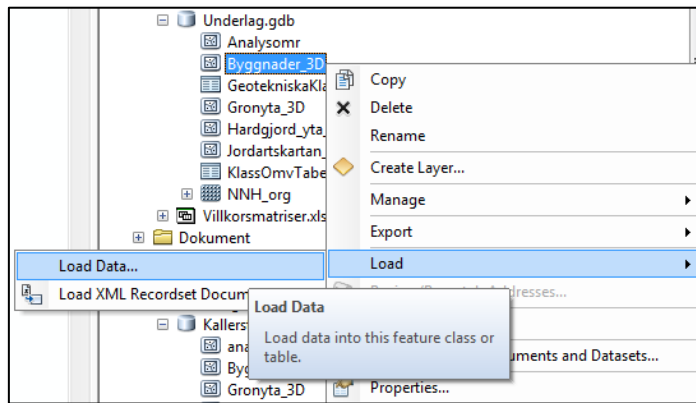 Underlag.gdb
Analysomr
Byggnader_3D
GeotekniskaKla
Gronyta_3D
Hardgjord_yta_
Jordartskartan_
KlassOmvTabe
NNH_org
Villkorsmatriser.xls
Dokument
Copy
Delete
Rename
Create Layer...
Manage
Export
Load
dresses...
uments and Datasets...
Properties...
Load Data...
Load XML Recordset Docum
Load Data
Load data into this feature class or
table.
Kallers
ana
Byg
Gronyta_3D